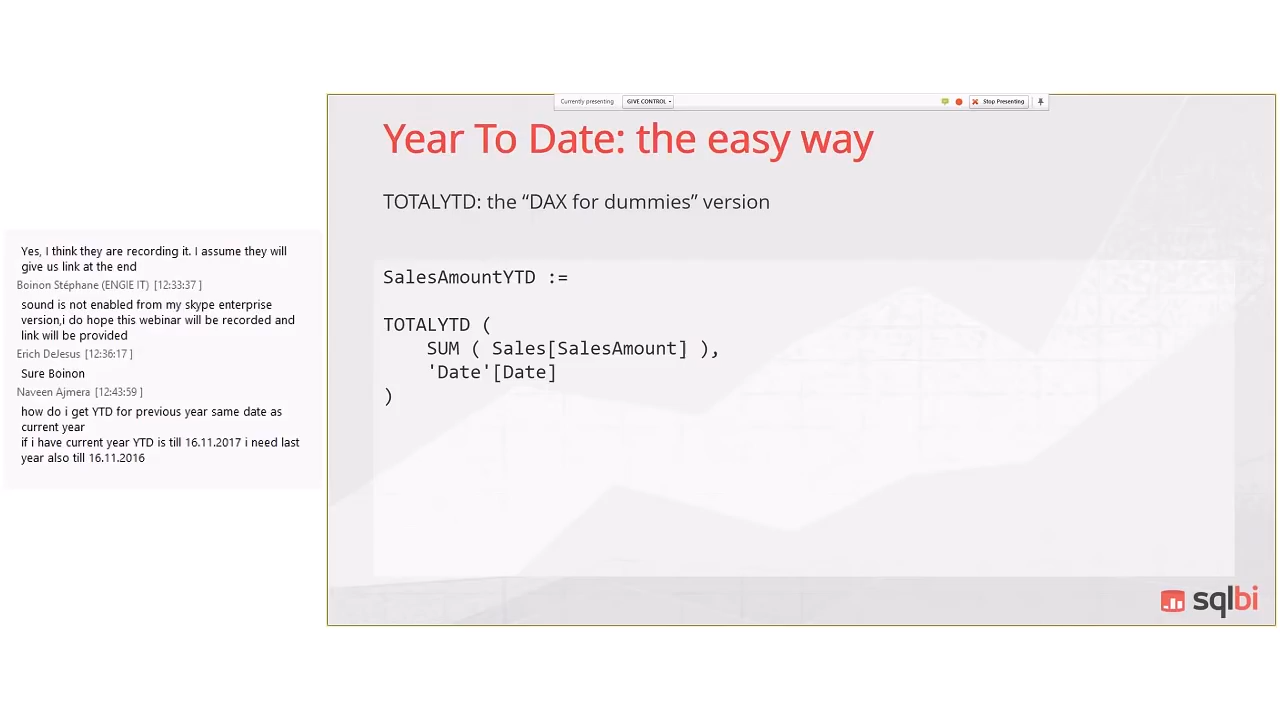 Currently presenting
GIVE CONTROL
Stop Presenting
Year To Date: the easy way
TOTALYTD: the “DAX for dummies” version
SalesAmountYTD :=
TOTALYTD (
SUM ( Sales[SalesAmount] ),
'Date'[Date]
)
sqlbi
Yes, I think they are recording it. I assume they will
give us link at the end
Boinon Stéphane (ENGIE IT) [12:33:37 ]
sound is not enabled from my skype enterprise
version,i do hope this webinar will be recorded and
link will be provided
Erich DeJesus [12:36:17 ]
Sure Boinon
Naveen Ajmera [12:43:59 ]
how do i get YTD for previous year same date as
current year
if i have current year YTD is till 16.11.2017 i need last
year also till 16.11.2016